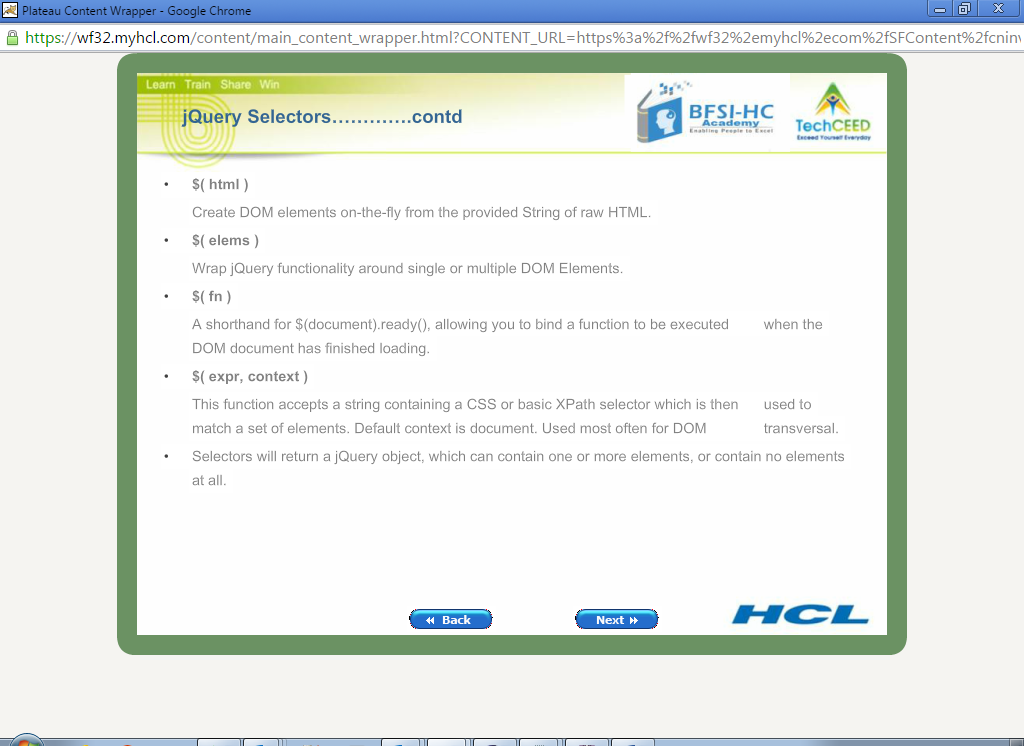 Plateau Content Wrapper - Google Chrome
https://wf32.myhcl.com/content/main_content_wrapper.html?CONTENT_URL=https%3a%2f%2fwf32%2emyhcl%2ecom%2fSFContent%2fcninv
Learn Train Share Win
jQuery Selectors………….contd
BFSI-HC
Academy
Enabling People to Excel
TechCEED
Exceed Yourself Everyday
• $( html )
Create DOM elements on-the-fly from the provided String of raw HTML.
• $( elems )
Wrap jQuery functionality around single or multiple DOM Elements.
• $( fn )
A shorthand for $(document).ready(), allowing you to bind a function to be executed when the
DOM document has finished loading.
• $( expr, context )
This function accepts a string containing a CSS or basic XPath selector which is then used to
match a set of elements. Default context is document. Used most often for DOM transversal.
• Selectors will return a jQuery object, which can contain one or more elements, or contain no elements
at all.
Back
Next
HCL